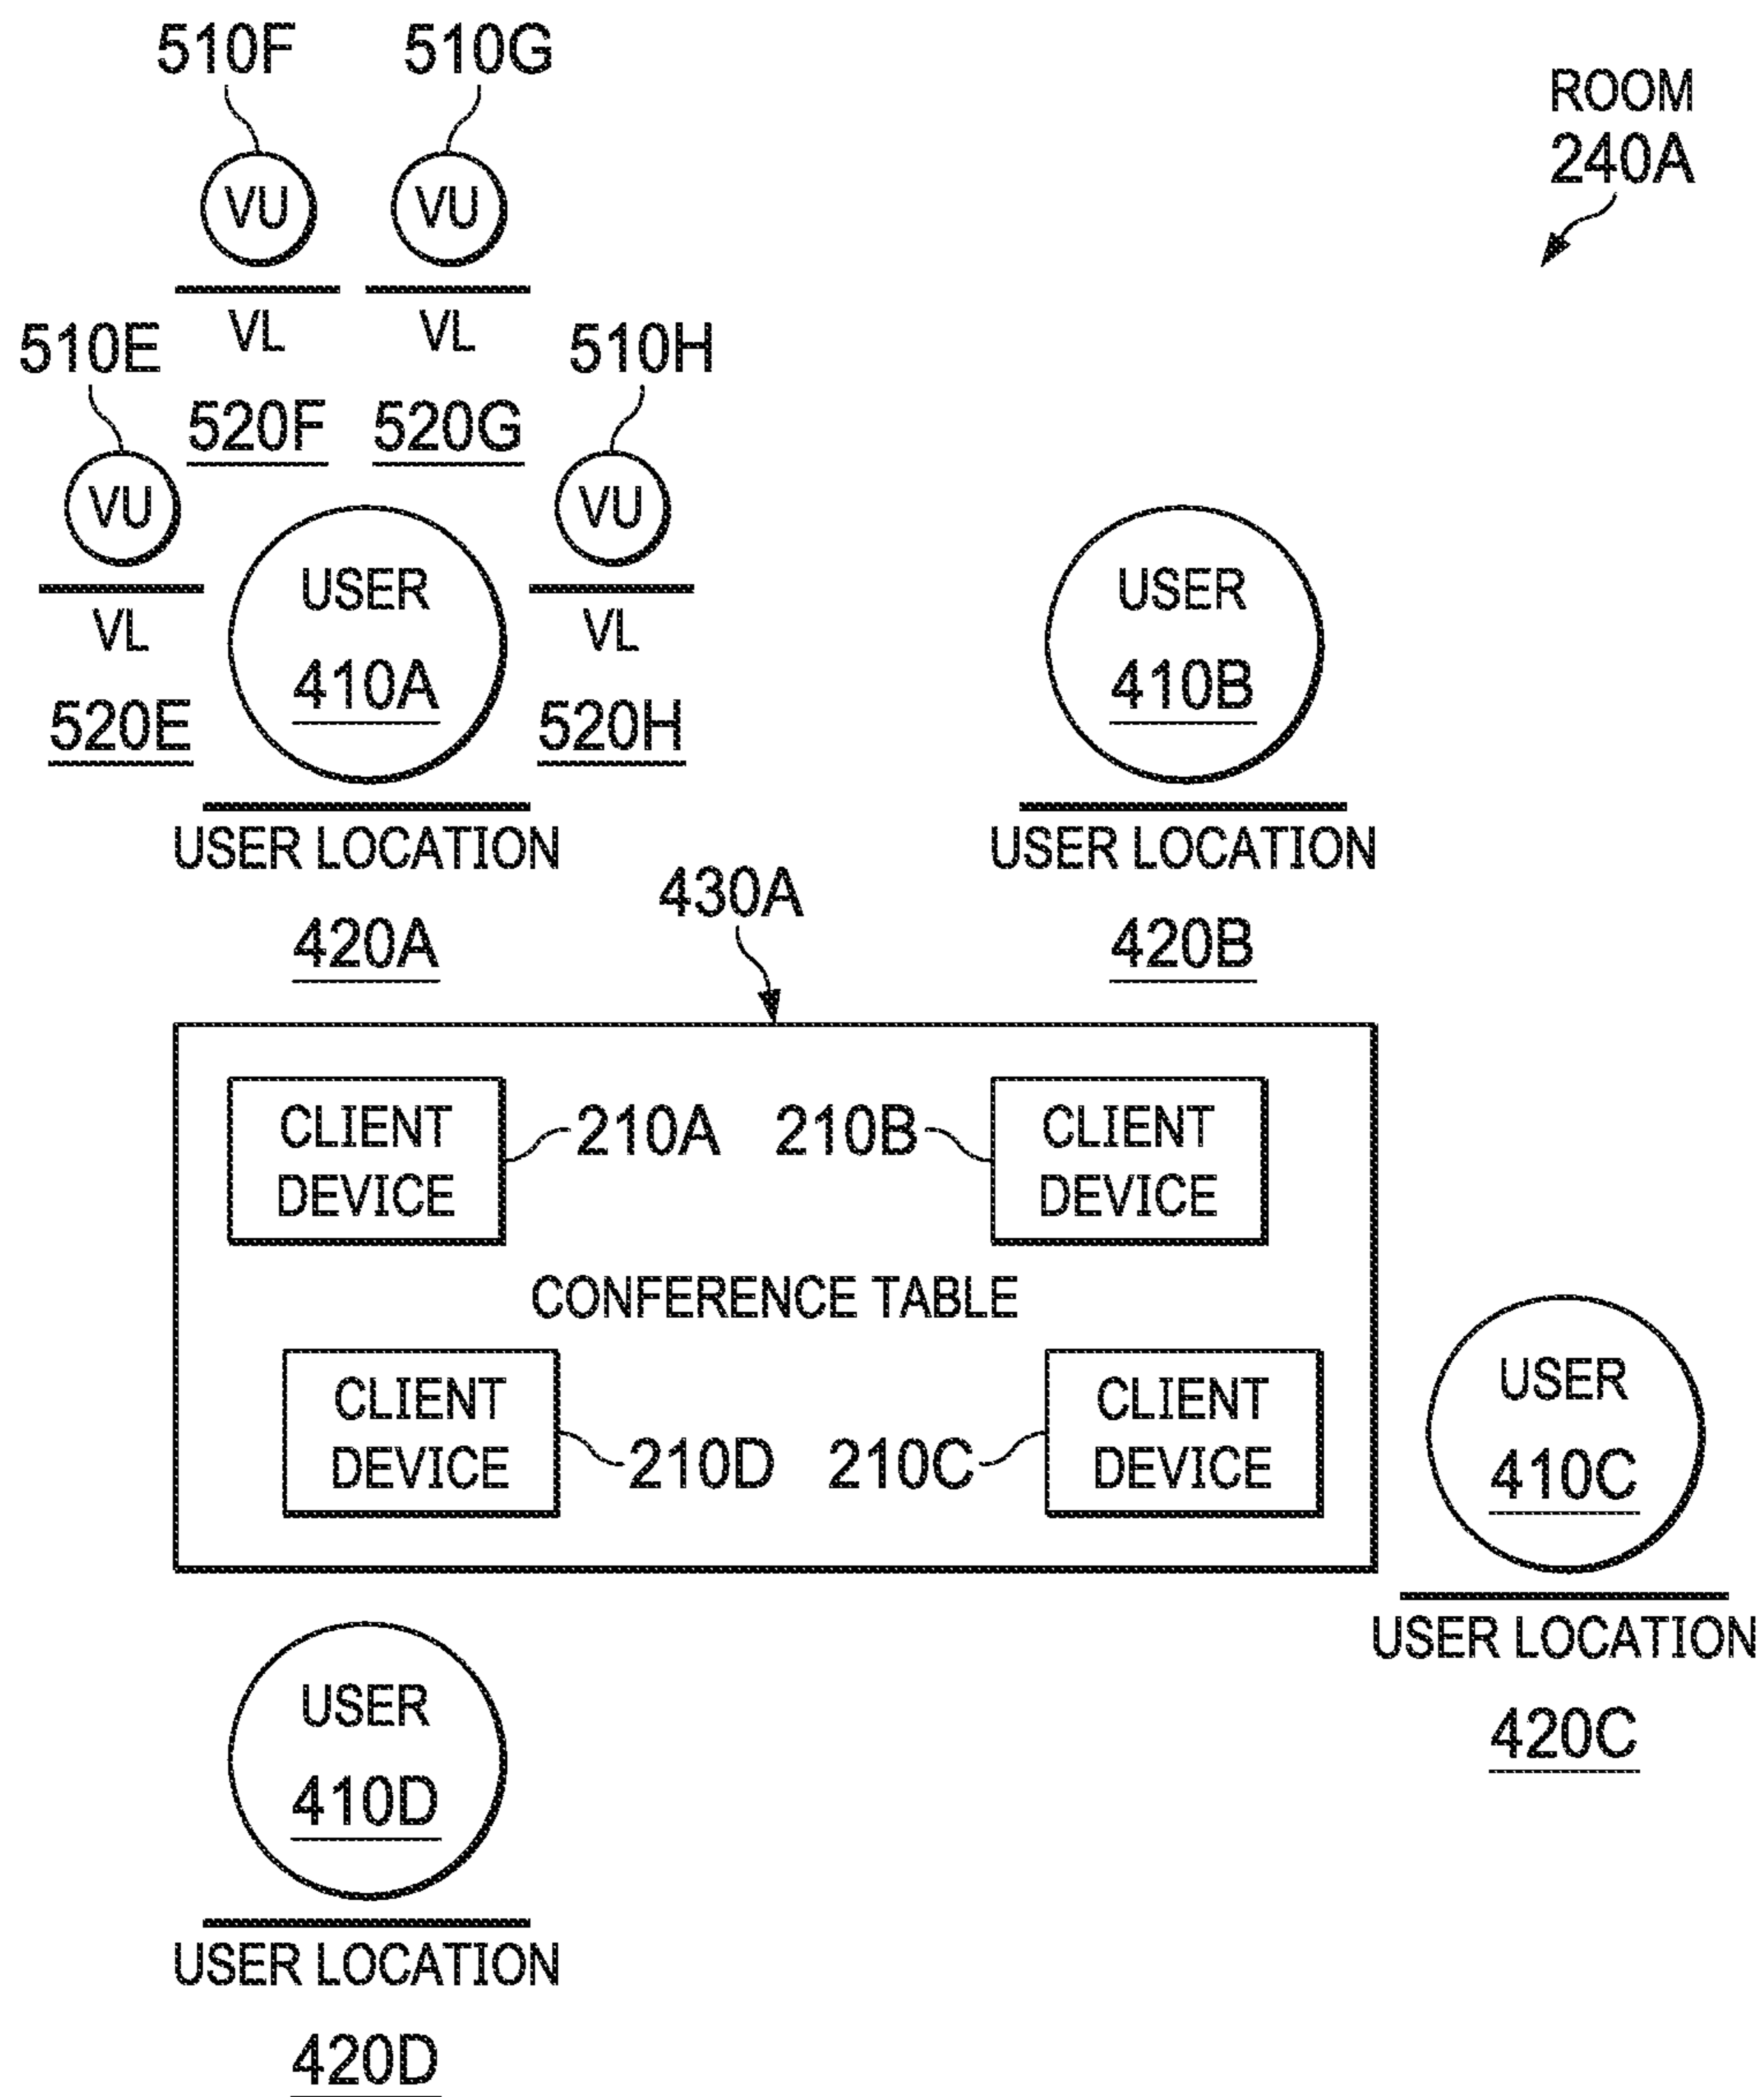 510F 510G
ROOM
240A
VU VU
VL VL
510E 510H
520F 520G
VU VU
VL VL
520E 520H
USER
410A
USER
410B
USER LOCATION
420A
USER LOCATION
420B
430A
CLIENT
DEVICE
210A
210B
CLIENT
DEVICE
CONFERENCE TABLE
CLIENT
DEVICE
210D
210C
CLIENT
DEVICE
USER
410C
USER LOCATION
420C
USER
410D
USER LOCATION
420D